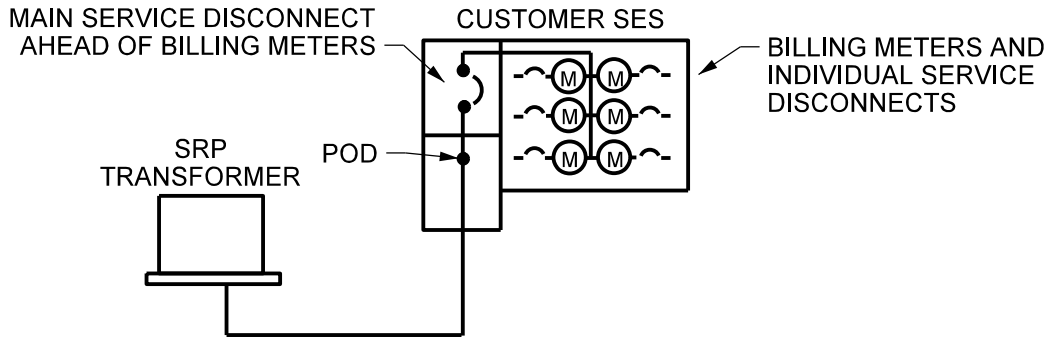 MAIN SERVICE DISCONNECT
AHEAD OF BILLING METERS
CUSTOMER SES
BILLING METERS AND
INDIVIDUAL SERVICE
DISCONNECTS
M M
M M
M M
POD
SRP
TRANSFORMER